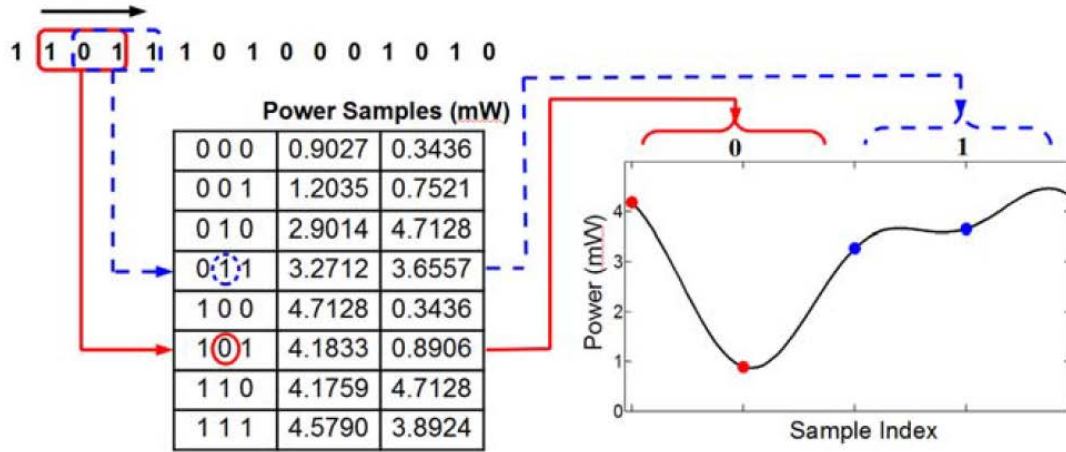 1 1 0 1 1 1 0 1 0 0 0 1 0 1 0
Power Samples (mW)
0 0 0 0.9027 0.3436
0 0 1 1.2035 0.7521
0 1 0 2.9014 4.7128
0 1 1 3.2712 3.6557
1 0 0 4.7128 0.3436
1 0 1 4.1833 0.8906
1 1 0 4.1759 4.7128
1 1 1 4.5790 3.8924
0 1
4
3
2
1
0
Power (mW)
Sample Index